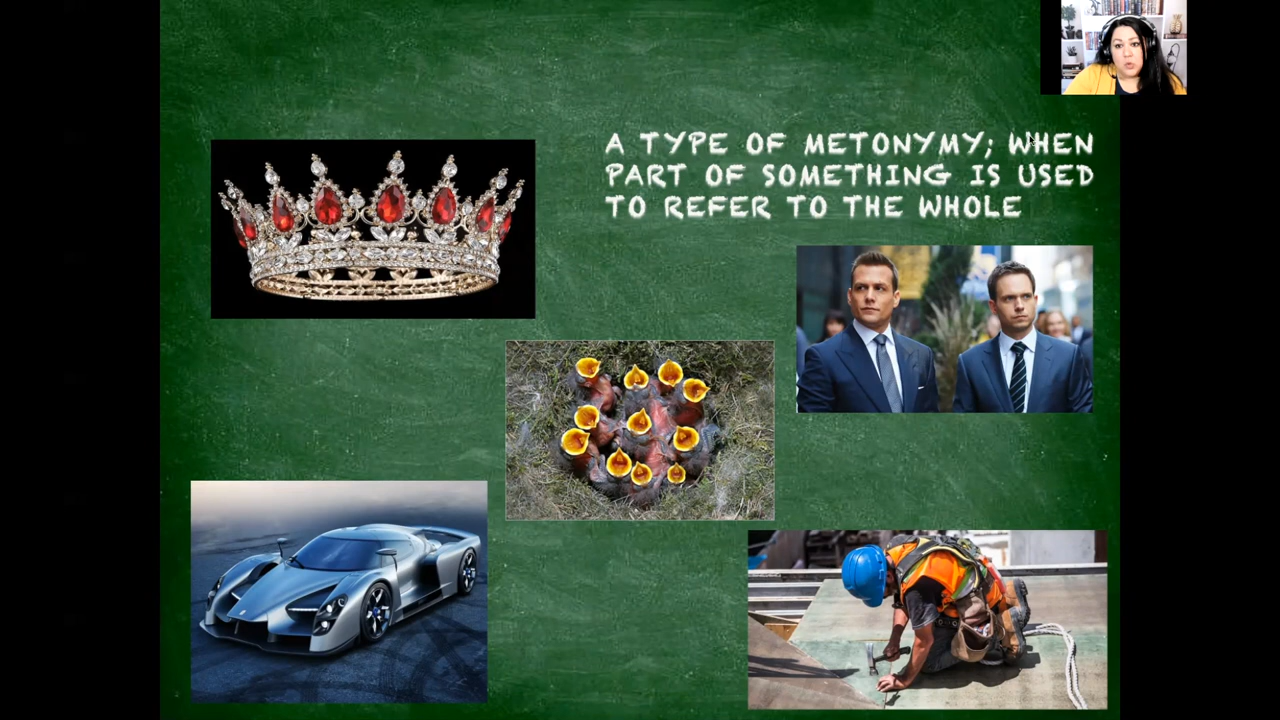 A TYPE OF METONYMY; WHEN
PART OF SOMETHING IS USED
TO REFER TO THE WHOLE